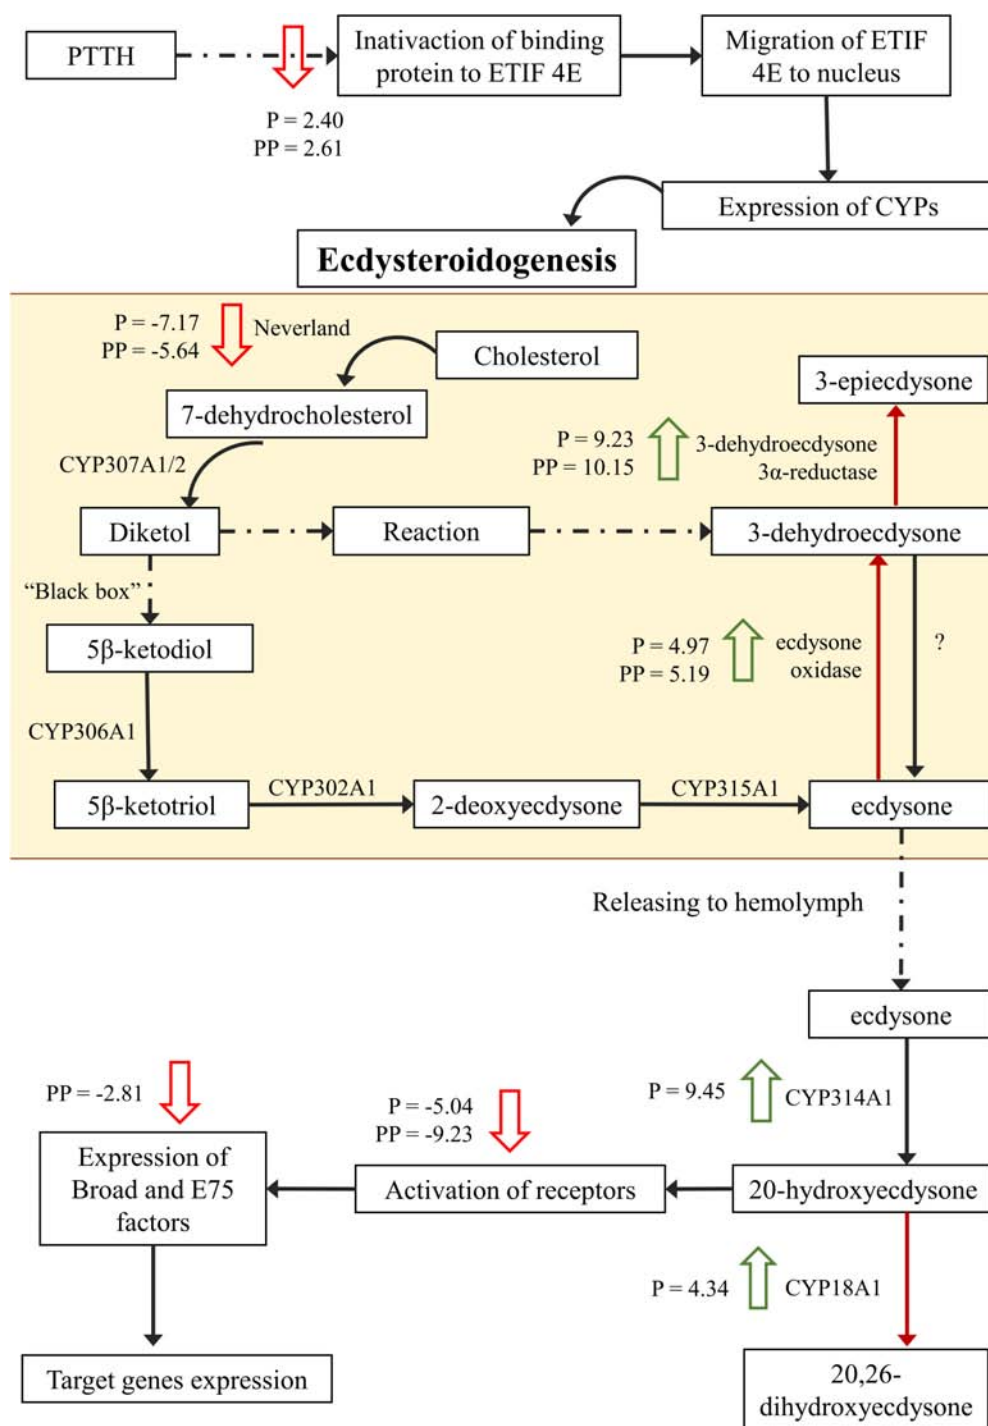 PTTH
Inativaction of binding
protein to ETIF 4E
Migration of ETIF
4E to nucleus
P = 2.40
PP = 2.61
Expression of CYPs
Ecdysteroidogenesis
P = -7.17
PP = -5.64
Neverland
Cholesterol
3-epiecdysone
7-dehydrocholesterol
P = 9.23
PP = 10.15
3-dehydroecdysone
3α-reductase
CYP307A1/2
Diketol
Reaction
3-dehydroecdysone
“Black box”
5β-ketodiol
P = 4.97
PP = 5.19
ecdysone
oxidase
?
CYP306A1
5β-ketotriol
CYP302A1
2-deoxyecdysone
CYP315A1
ecdysone
Releasing to hemolymph
ecdysone
PP = -2.81
P = -5.04
PP = -9.23
P = 9.45
CYP314A1
Expression of
Broad and E75
factors
Activation of receptors
20-hydroxyecdysone
P = 4.34
CYP18A1
Target genes expression
20,26-
dihydroxyecdysone